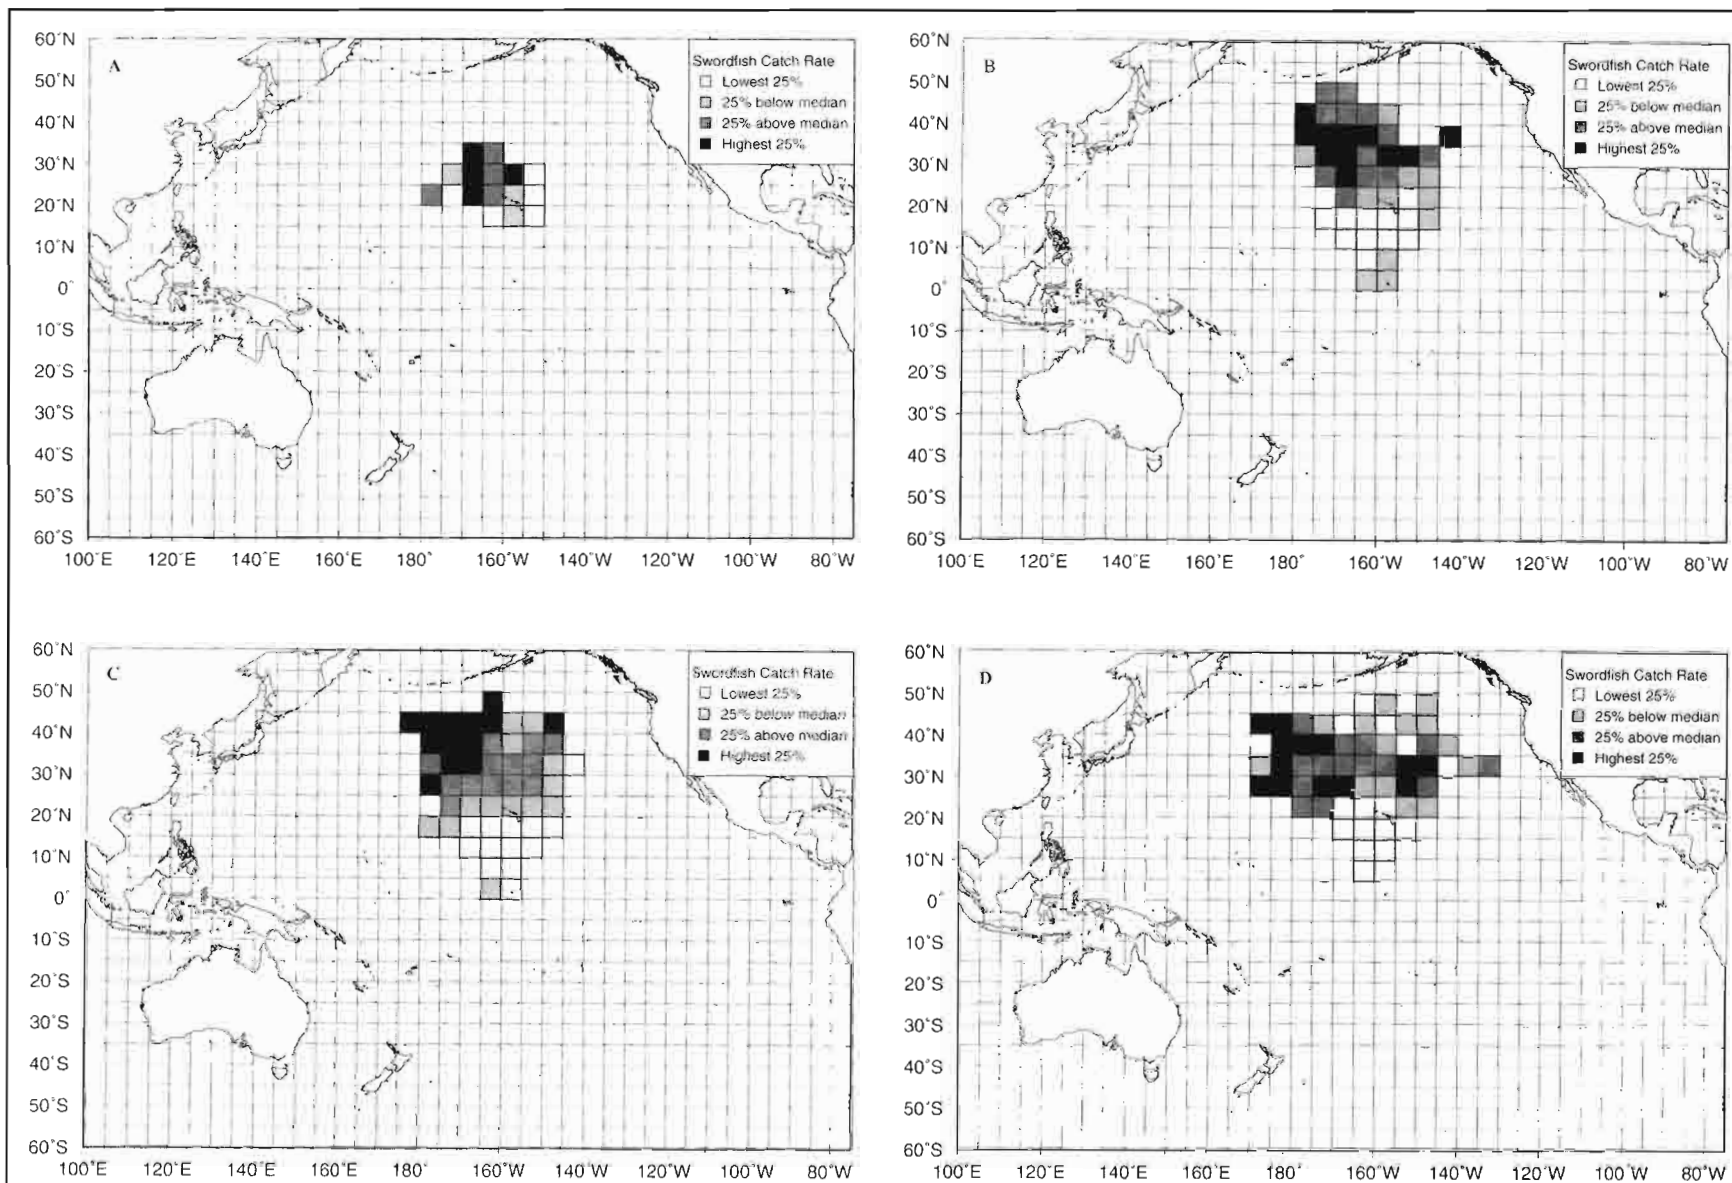 A
Swordfish Catch Rate
Lowest 25%
25% below median
25% above median
Highest 25%
60°N
50°N
40°N
30°N
20°N
10°N
0°
10°S
20°S
30°S
40°S
50°S
60°S
100°E 120°E 140°E 160°E 180° 160°W 140°W 120°W 100°W 80°W
B
Swordfish Catch Rate
Lowest 25%
25% below median
25% above median
Highest 25%
60°N
50°N
40°N
30°N
20°N
10°N
0°
10°S
20°S
30°S
40°S
50°S
60°S
100°E 120°E 140°E 160°E 180° 160°W 140°W 120°W 100°W 80°W
C
Swordfish Catch Rate
Lowest 25%
25% below median
25% above median
Highest 25%
60°N
50°N
40°N
30°N
20°N
10°N
0°
10°S
20°S
30°S
40°S
50°S
60°S
100°E 120°E 140°E 160°E 180° 160°W 140°W 120°W 100°W 80°W
D
Swordfish Catch Rate
Lowest 25%
25% below median
25% above median
Highest 25%
60°N
50°N
40°N
30°N
20°N
10°N
0°
10°S
20°S
30°S
40°S
50°S
60°S
100°E 120°E 140°E 160°E 180° 160°W 140°W 120°W 100°W 80°W